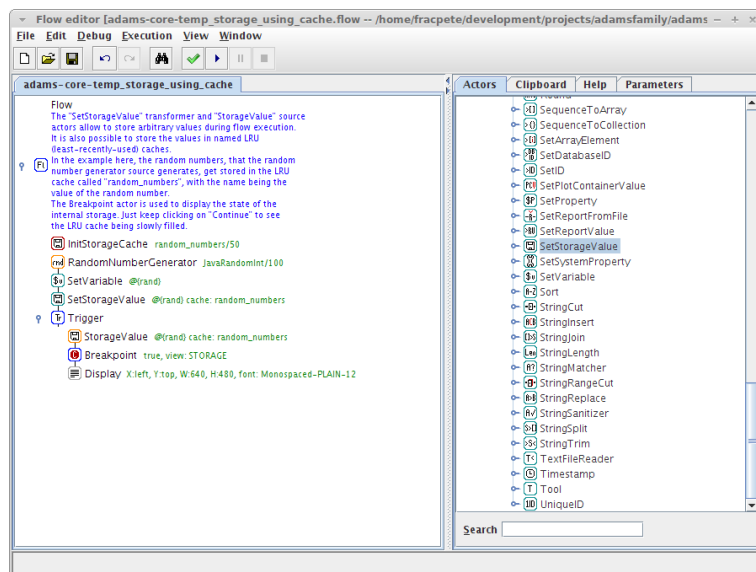 Flow editor [adams-core-temp_storage_using_cache.flow -- /home/fracpete/development/projects/adamsfamily/adams
File Edit Debug Execution View Window
adams-core-temp_storage_using_cache
Flow
The "SetStorageValue" transformer and "StorageValue" source
actors allow to store arbitrary values during flow execution.
It is also possible to store the values in named LRU
(least-recently-used) caches.
In the example here, the random numbers, that the random
number generator source generates, get stored in the LRU
cache called "random_numbers", with the name being the
value of the random number.
The Breakpoint actor is used to display the state of the
internal storage. Just keep clicking on "Continue" to see
the LRU cache being slowly filled.
InitStorageCache random_numbers/50
RandomNumberGenerator JavaRandomInt/100
SetVariable @{rand}
SetStorageValue @{rand} cache: random_numbers
Trigger
StorageValue @{rand} cache: random_numbers
Breakpoint true, view: STORAGE
Display X:left, Y:top, W:640, H:480, font: Monospaced-PLAIN-12
Actors Clipboard Help Parameters
SequenceToArray
SequenceToCollection
SetArrayElement
SetDatabaseID
SetID
SetPlotContainerValue
SetProperty
SetReportFromFile
SetReportValue
SetStorageValue
SetSystemProperty
SetVariable
Sort
StringCut
StringInsert
StringJoin
StringLength
StringMatcher
StringRangeCut
StringReplace
StringSanitizer
StringSplit
StringTrim
TextFileReader
Timestamp
Tool
UniqueID
Search